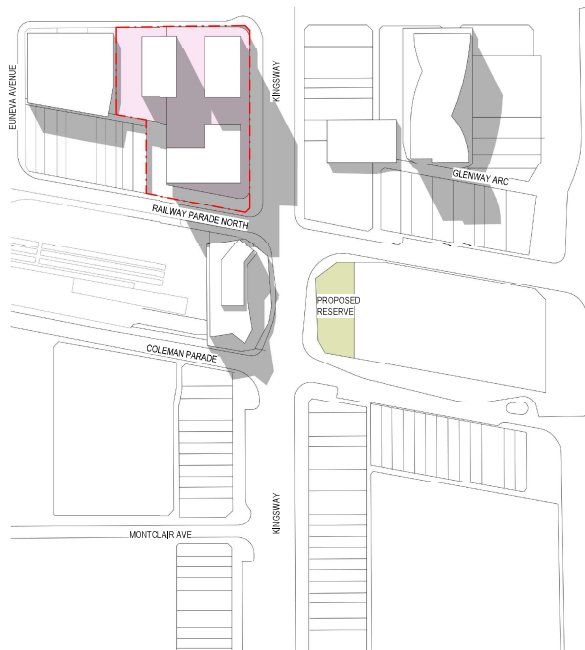 EUNEVA AVENUE
KINGSWAY
GLENWAY ARC
RAILWAY PARADE NORTH
PROPOSED
RESERVE
COLEMAN PARADE
KINGSWAY
MONTCLAIR AVE